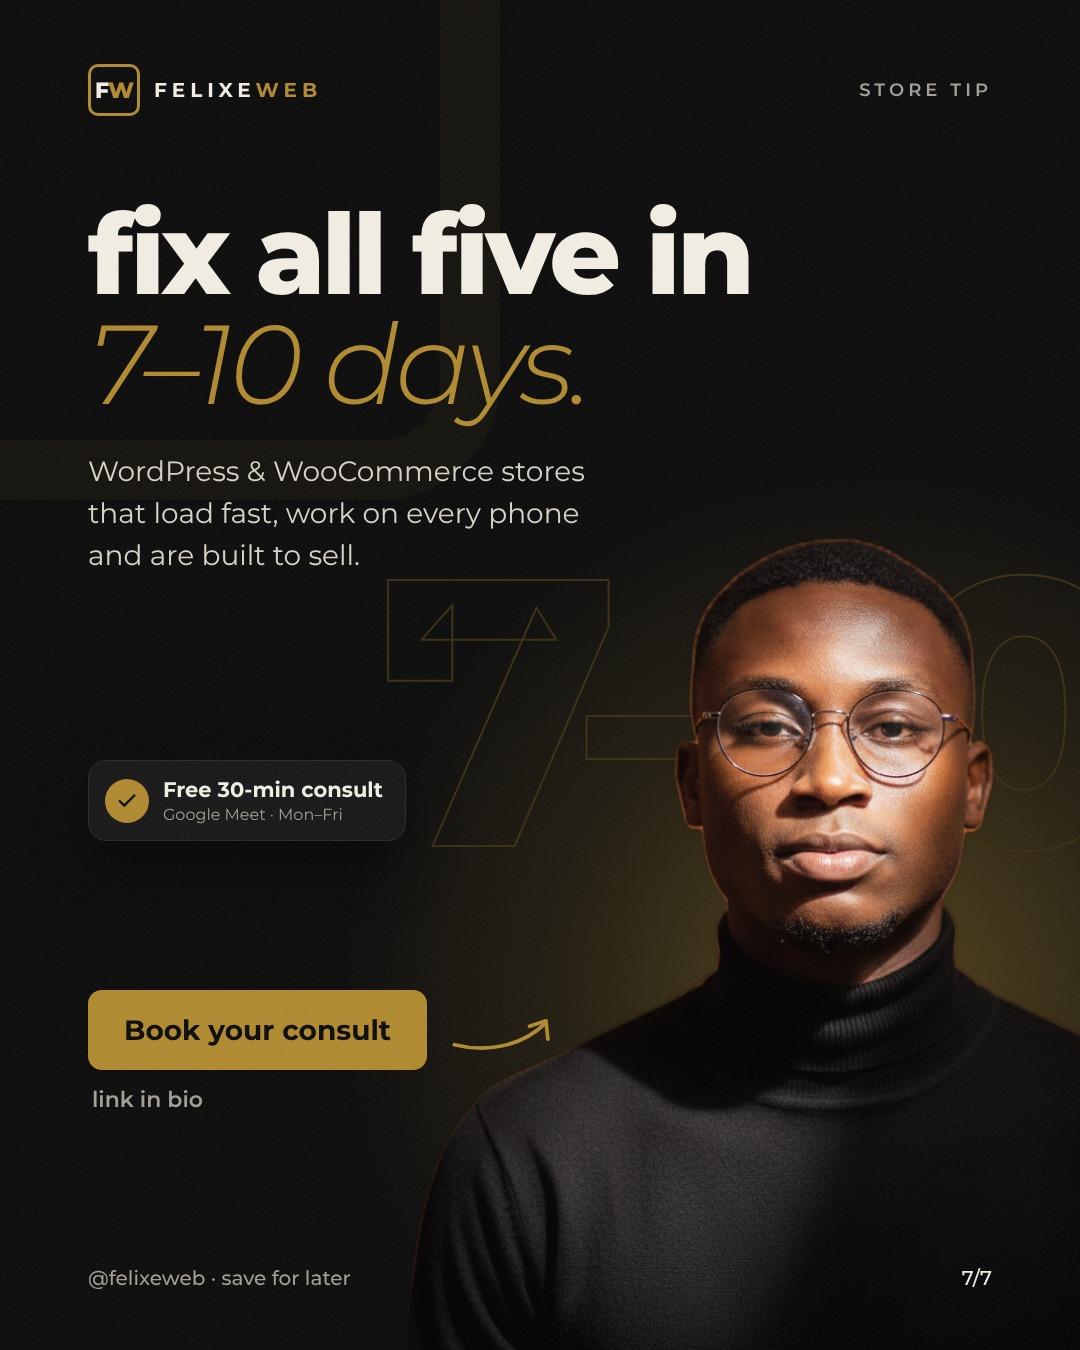 FW FELIXEWEB
STORE TIP
fix all five in
7–10 days.
WordPress & WooCommerce stores
that load fast, work on every phone
and are built to sell.
7–10
Free 30-min consult
Google Meet · Mon–Fri
Book your consult
link in bio
@felixeweb · save for later
7/7